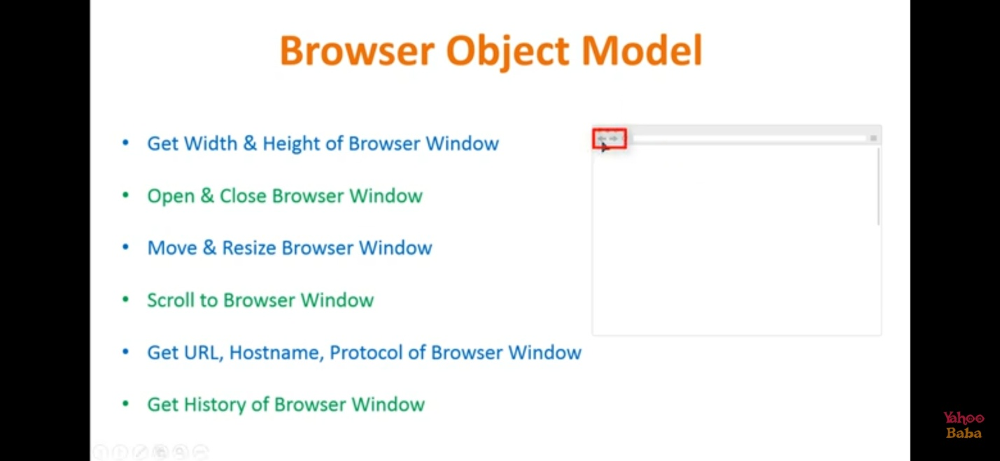 Browser Object Model
• Get Width & Height of Browser Window
• Open & Close Browser Window
• Move & Resize Browser Window
• Scroll to Browser Window
• Get URL, Hostname, Protocol of Browser Window
• Get History of Browser Window
Yahoo
Baba